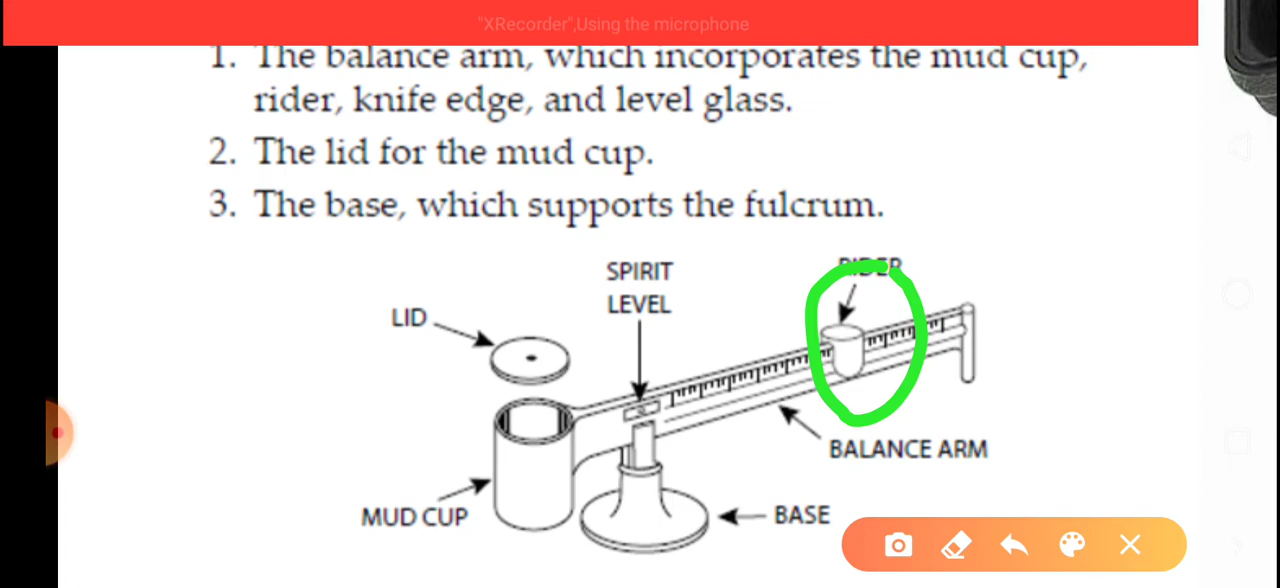 "XRecorder",Using the microphone
1. The balance arm, which incorporates the mud cup,
rider, knife edge, and level glass.
2. The lid for the mud cup.
3. The base, which supports the fulcrum.
SPIRIT
LEVEL
RIDER
LID
BALANCE ARM
MUD CUP
BASE